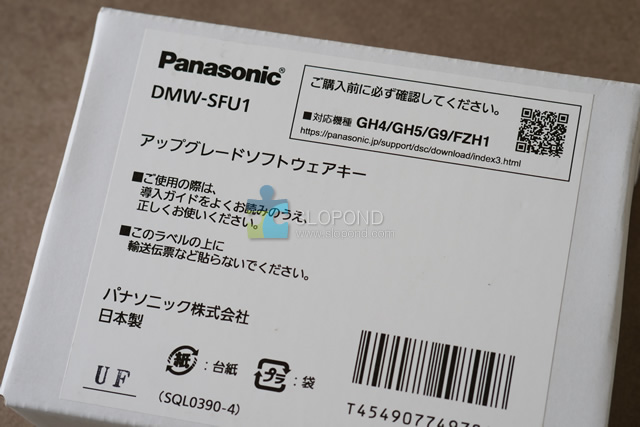 Panasonic®
DMW-SFU1
ご購入前に必ず確認してください。
■対応機種 GH4/GH5/G9/FZH1
https://panasonic.jp/support/dsc/download/index3.html
アップグレードソフトウェアキー
■ご使用の際は、
導入ガイドをよくお読みのうえ、
正しくお使いください。
CLOPOND
www.clopond.com
■このラベルの上に
輸送伝票など貼らないでください。
パナソニック株式会社
日本製
紙 :台紙
プラ :袋
UF
(SQL0390-4)